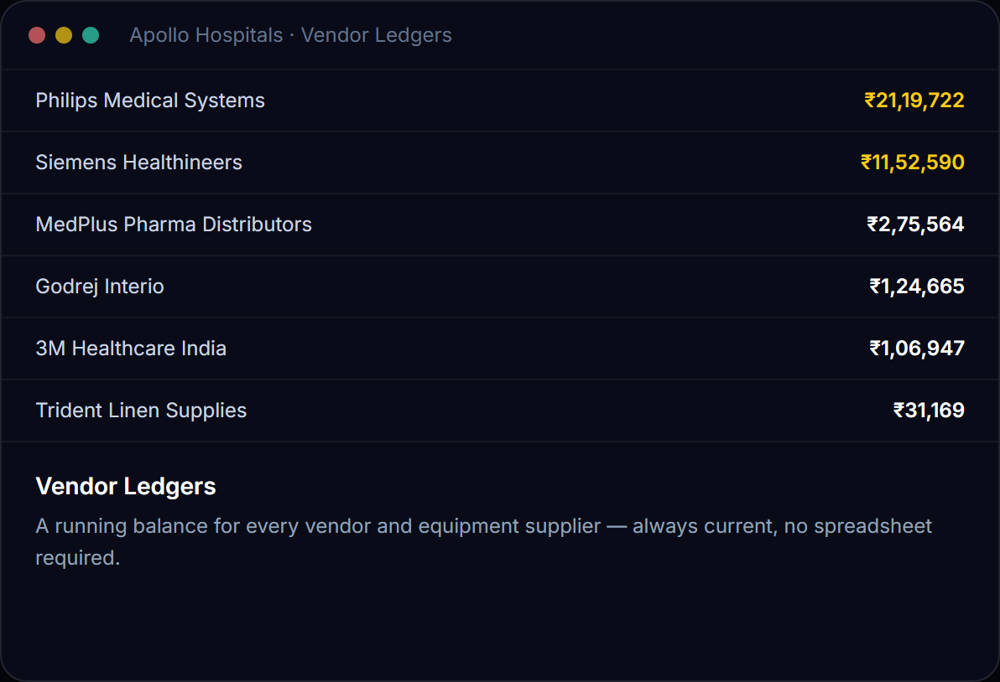 Apollo Hospitals · Vendor Ledgers
Philips Medical Systems ₹21,19,722
Siemens Healthineers ₹11,52,590
MedPlus Pharma Distributors ₹2,75,564
Godrej Interio ₹1,24,665
3M Healthcare India ₹1,06,947
Trident Linen Supplies ₹31,169
Vendor Ledgers
A running balance for every vendor and equipment supplier — always current, no spreadsheet
required.